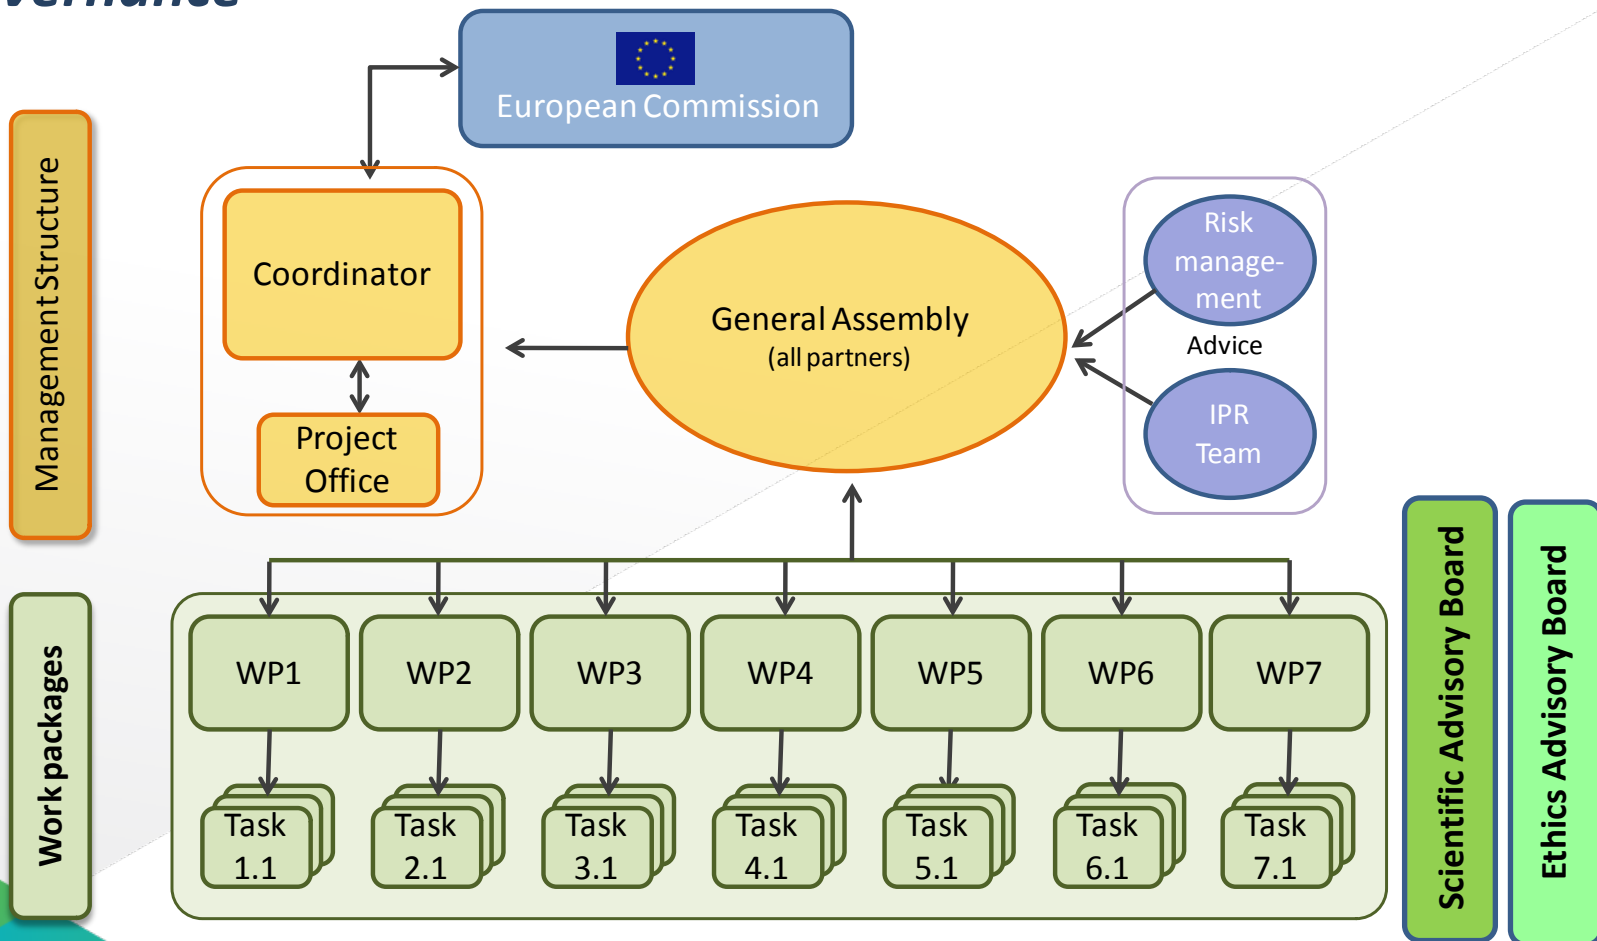 vernance
European Commission
Management Structure
Coordinator
Project
Office
General Assembly
(all partners)
Risk
manage-
ment
Advice
IPR
Team
Work packages
WP1
WP2
WP3
WP4
WP5
WP6
WP7
Task
1.1
Task
2.1
Task
3.1
Task
4.1
Task
5.1
Task
6.1
Task
7.1
Scientific Advisory Board
Ethics Advisory Board